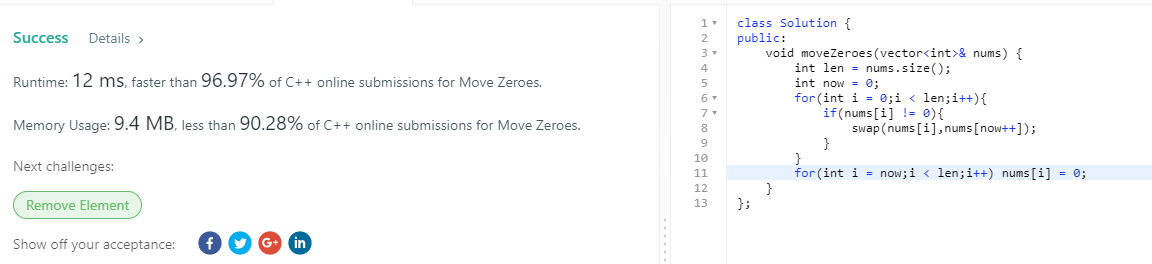 Success Details >
Runtime: 12 ms, faster than 96.97% of C++ online submissions for Move Zeroes.
Memory Usage: 9.4 MB, less than 90.28% of C++ online submissions for Move Zeroes.
Next challenges:
Remove Element
Show off your acceptance: f G+ in
1 class Solution {
2 public:
3 void moveZeroes(vector<int>& nums) {
4 int len = nums.size();
5 int now = 0;
6 for(int i = 0;i < len;i++){
7 if(nums[i] != 0){
8 swap(nums[i],nums[now++]);
9 }
10 }
11 for(int i = now;i < len;i++) nums[i] = 0;
12 }
13 };